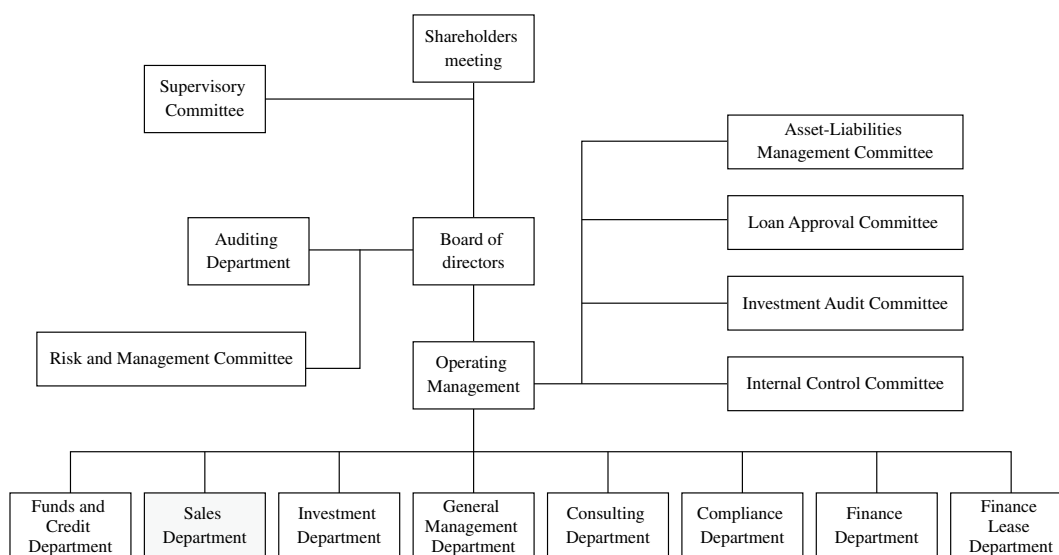 Shareholders
meeting
Supervisory
Committee
Asset-Liabilities
Management Committee
Auditing
Department
Board of
directors
Loan Approval Committee
Investment Audit Committee
Risk and Management Committee
Operating
Management
Internal Control Committee
Funds and
Credit
Department
Sales
Department
Investment
Department
General
Management
Department
Consulting
Department
Compliance
Department
Finance
Department
Finance
Lease
Department